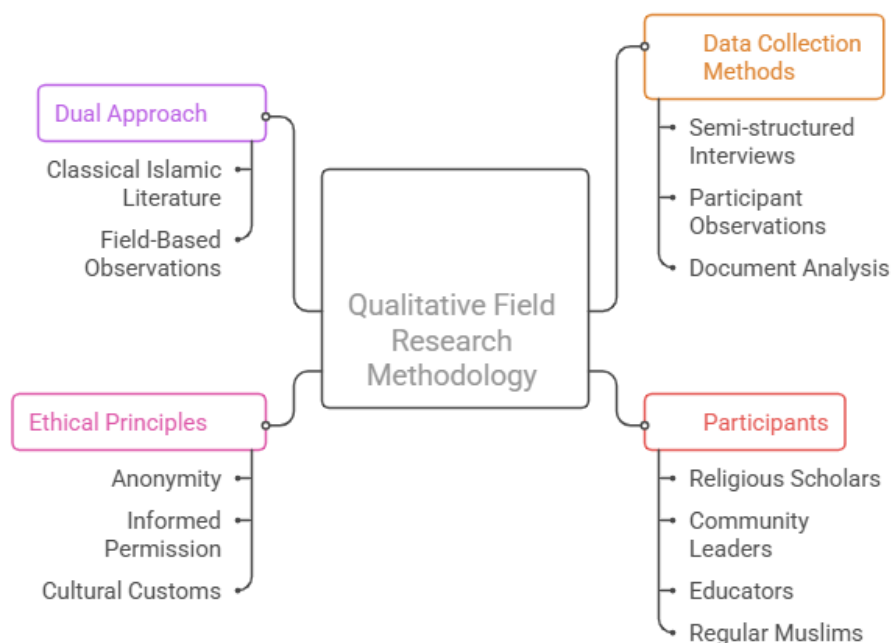 Dual Approach
Classical Islamic
Literature
Field-Based
Observations
Data Collection
Methods
Semi-structured
Interviews
Participant
Observations
Document Analysis
Qualitative Field
Research
Methodology
Ethical Principles
Anonymity
Informed
Permission
Cultural Customs
Participants
Religious Scholars
Community
Leaders
Educators
Regular Muslims